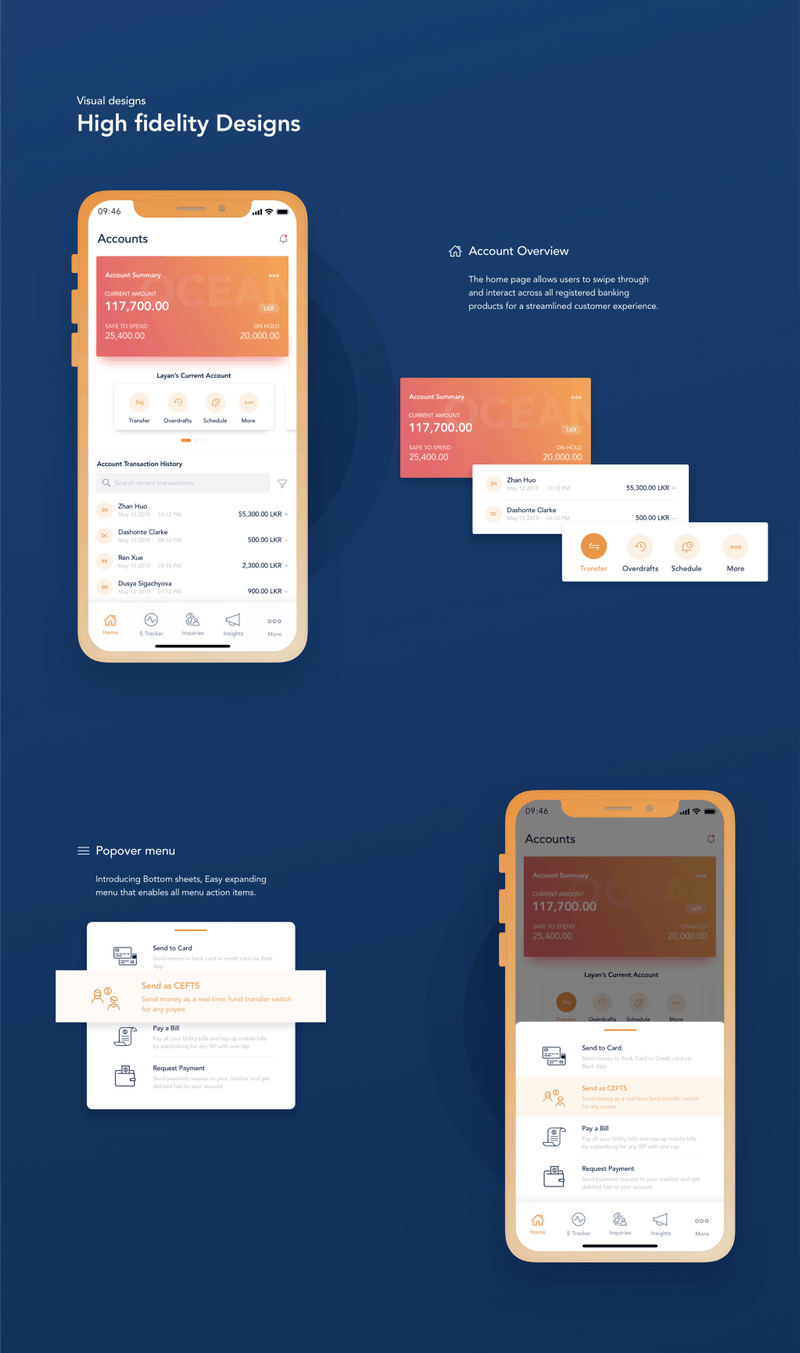 Visual designs
High fidelity Designs
09:46
Accounts
OCEAN
Account Summary
CURRENT AMOUNT
117,700.00
LKR
SAFE TO SPEND
ON HOLD
25,400.00
20,000.00
Layan's Current Account
Transfer
Overdrafts
Schedule
More
Account Transaction History
Search recent transactions
ZH
Zhan Huo
May 12 2019 10:12 PM
55,300.00 LKR +
DC
Dashonte Clarke
May 12 2019 04:10 PM
500.00 LKR -
RX
Ren Xue
May 12 2019 03:18 PM
2,300.00 LKR +
DS
Dusya Sigachyova
May 12 2019 01:12 PM
900.00 LKR -
Home
E Tracker
Inquiries
Insights
More
Account Overview
The home page allows users to swipe through
and interact across all registered banking
products for a streamlined customer experience.
OCEAN
Account Summary
CURRENT AMOUNT
117,700.00
LKR
SAFE TO SPEND
ON HOLD
25,400.00
20,000.00
ZH
Zhan Huo
May 12 2019 10:12 PM
55,300.00 LKR +
DC
Dashonte Clarke
May 12 2019 04:10 PM
500.00 LKR -
Transfer
Overdrafts
Schedule
More
Popover menu
Introducing Bottom sheets, Easy expanding
menu that enables all menu action items.
Send to Card
Send money to bank card or credit card via Bank
App
Send as CEFTS
Send money as a real-time fund transfer switch
for any payee
Pay a Bill
Pay all your Utility bills and top-up mobile bills
by subscribing for any ISP with one tap
Request Payment
Send payment request to your creditor and get
debited fast to your account
09:46
Accounts
OCEA
Account Summary
CURRENT AMOUNT
117,700.00
LKR
SAFE TO SPEND
ON HOLD
25,400.00
20,000.00
Layan's Current Account
Transfer
Overdrafts
Schedule
More
Send to Card
Send money to Bank Card or Credit card via
Bank App
Send as CEFTS
Send money as a real-time fund transfer switch
for any payee
Pay a Bill
Pay all your Utility bills and top-up mobile bills
by susbcribing for any ISP with one tap
Request Payment
Send payment request to your creditor and get
debited fast to your account
Home
E Tracker
Inquiries
Insights
More